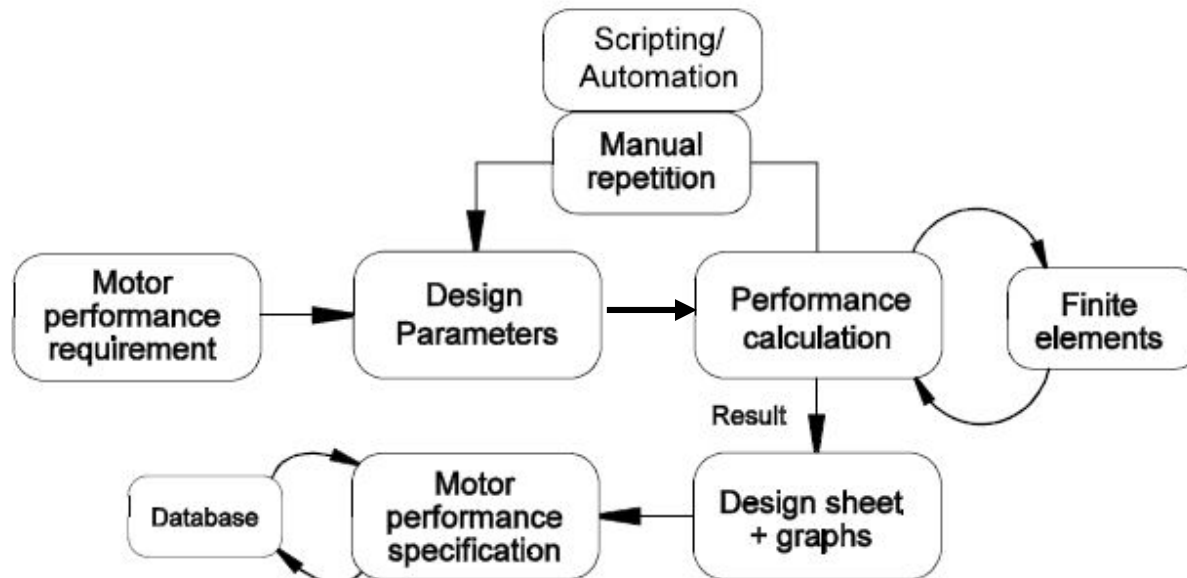 Scripting/
Automation
Manual
repetition
Motor
performance
requirement
Design
Parameters
Performance
calculation
Finite
elements
Result
Database
Motor
performance
specification
Design sheet
+ graphs